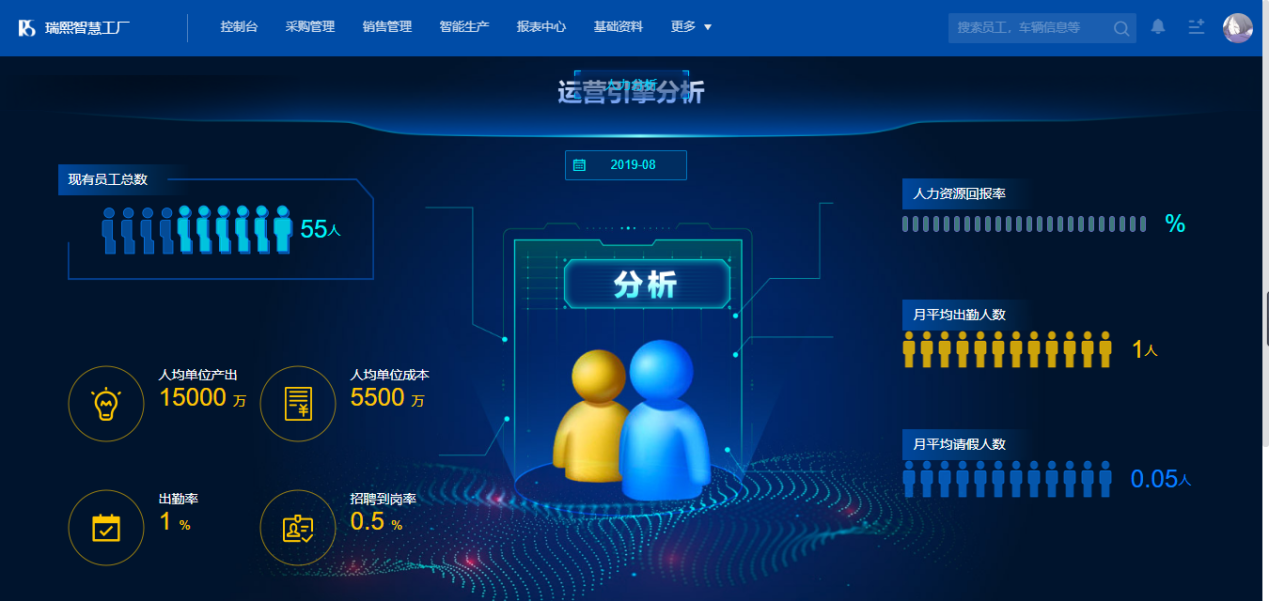 瑞熙智慧工厂
控制台 采购管理 销售管理 智能生产 报表中心 基础资料 更多
搜索员工，车辆信息等
运营引擎分析
人力分析
2019-08
现有员工总数
55人
分析
人力资源回报率
%
月平均出勤人数
1人
人均单位产出
15000 万
人均单位成本
5500 万
月平均请假人数
0.05人
出勤率
1 %
招聘到岗率
0.5 %